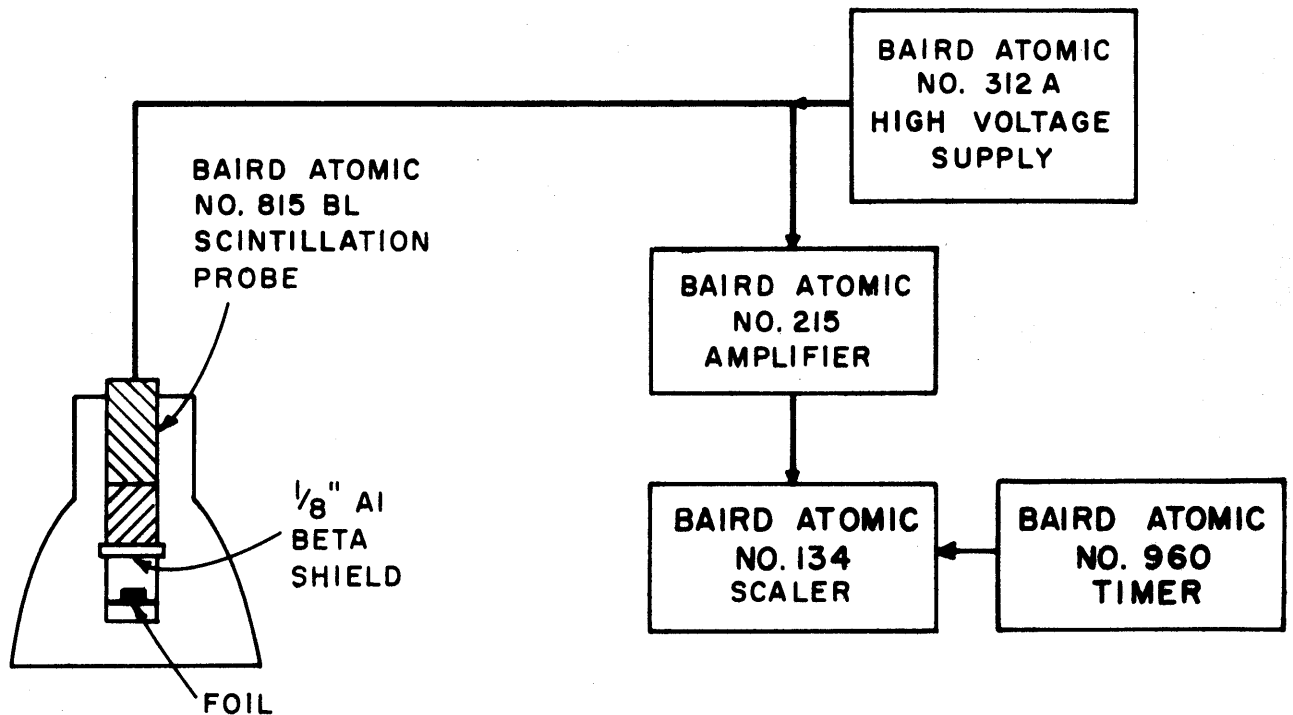 BAIRD ATOMIC
NO. 312 A
HIGH VOLTAGE
SUPPLY
BAIRD ATOMIC
NO. 815 BL
SCINTILLATION
PROBE
BAIRD ATOMIC
NO. 215
AMPLIFIER
1/8" Al
BETA
SHIELD
BAIRD ATOMIC
NO. 134
SCALER
BAIRD ATOMIC
NO. 960
TIMER
FOIL